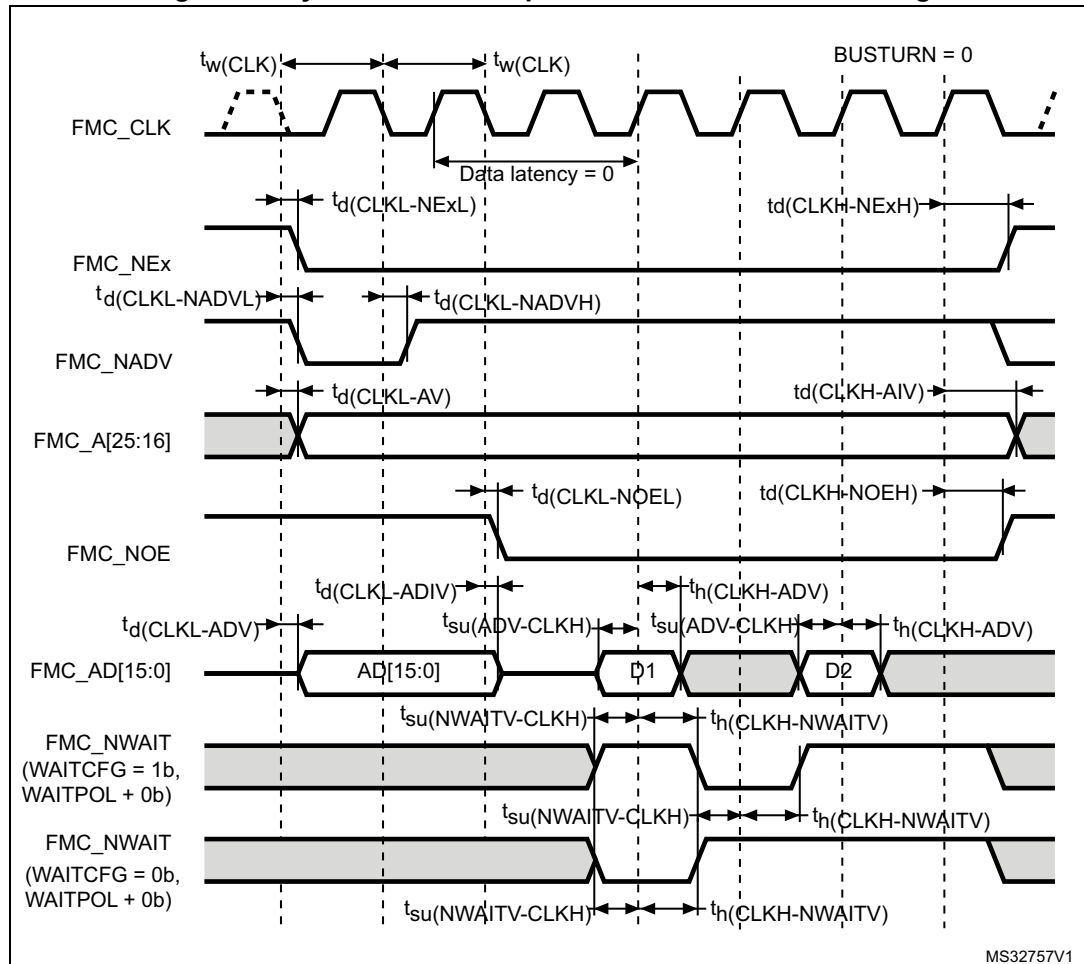 tw(CLK) tw(CLK) BUSTURN = 0
FMC_CLK
Data latency = 0
td(CLKL-NExL) td(CLKH-NExH)
FMC_NEx
td(CLKL-NADVL) td(CLKL-NADVH)
FMC_NADV
td(CLKL-AV) td(CLKH-AIV)
FMC_A[25:16]
td(CLKL-NOEL) td(CLKH-NOEH)
FMC_NOE
td(CLKL-ADIV) th(CLKH-ADV)
td(CLKL-ADV) tsu(ADV-CLKH) tsu(ADV-CLKH) th(CLKH-ADV)
FMC_AD[15:0] AD[15:0] D1 D2
tsu(NWAITV-CLKH) th(CLKH-NWAITV)
FMC_NWAIT
(WAITCFG = 1b,
WAITPOL + 0b)
tsu(NWAITV-CLKH) th(CLKH-NWAITV)
FMC_NWAIT
(WAITCFG = 0b,
WAITPOL + 0b)
tsu(NWAITV-CLKH) th(CLKH-NWAITV)
MS32757V1